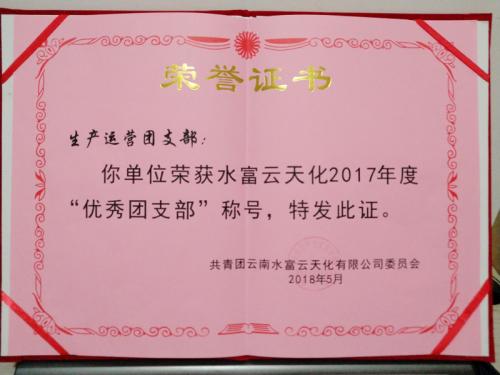 荣誉证书
生产运营团支部:
你单位荣获水富云天化2017年度
“优秀团支部”称号，特发此证。
共青团云南水富云天化有限公司委员会
2018年5月